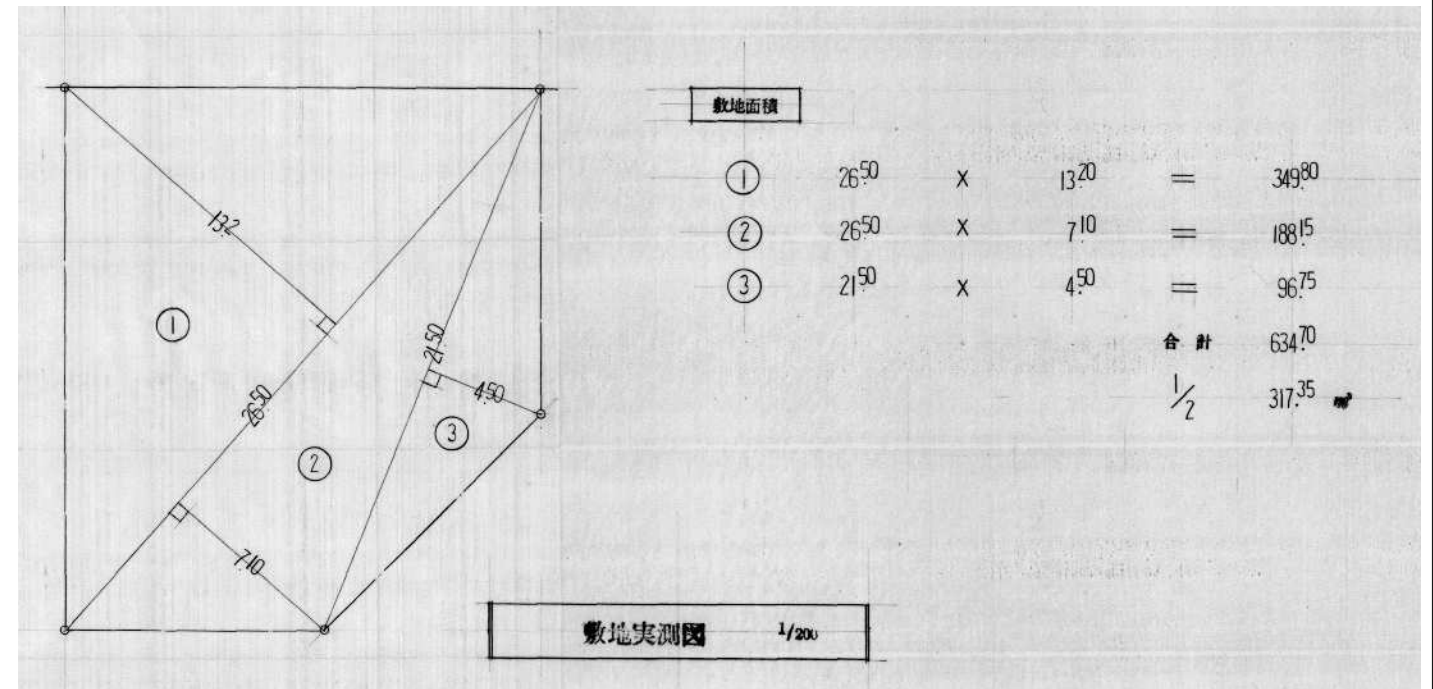 敷地面積
① 26.50 × 13.20 = 349.80
② 26.50 × 7.10 = 188.15
③ 21.50 × 4.50 = 96.75
合計 634.70
1/2 317.35 ㎡
13.2
①
26.50
21.50
4.50
③
②
7.10
敷地実測図 1/200